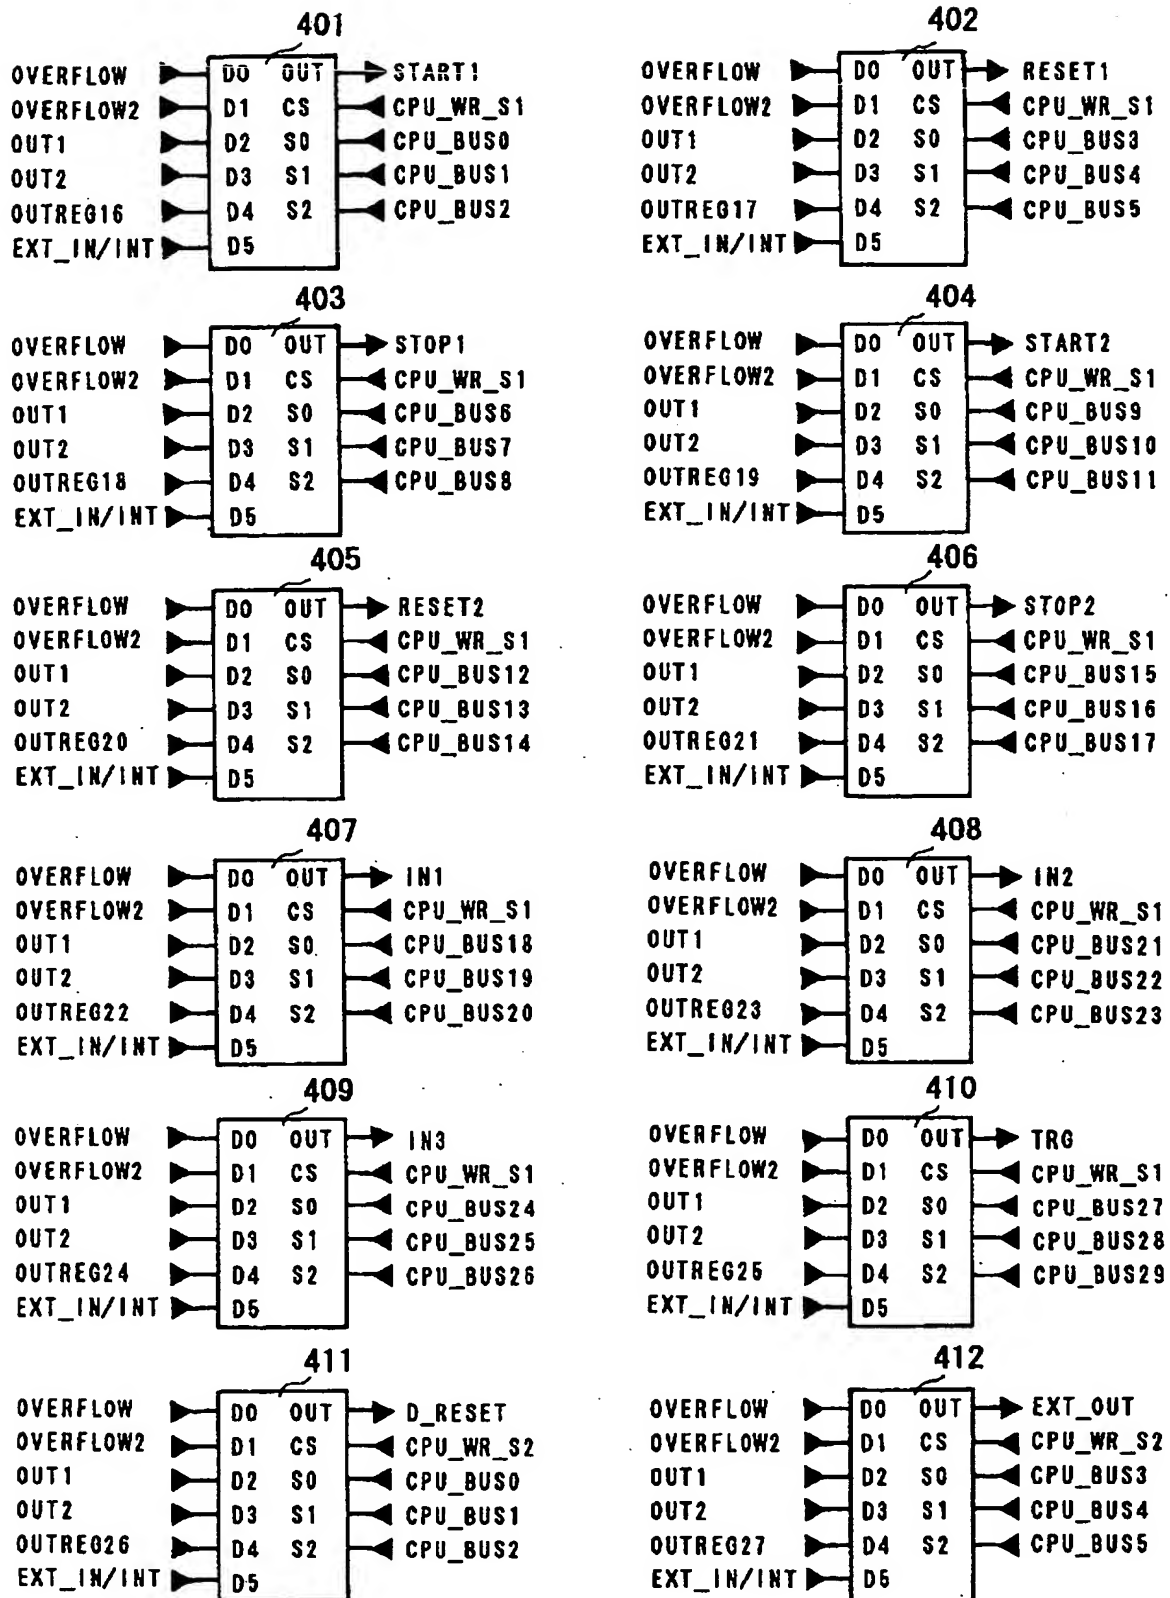 401
OVERFLOW D0 OUT START1
OVERFLOW2 D1 CS CPU_WR_S1
OUT1 D2 S0 CPU_BUS0
OUT2 D3 S1 CPU_BUS1
OUTREG16 D4 S2 CPU_BUS2
EXT_IN/INT D5
402
OVERFLOW D0 OUT RESET1
OVERFLOW2 D1 CS CPU_WR_S1
OUT1 D2 S0 CPU_BUS3
OUT2 D3 S1 CPU_BUS4
OUTREG17 D4 S2 CPU_BUS5
EXT_IN/INT D5
403
OVERFLOW D0 OUT STOP1
OVERFLOW2 D1 CS CPU_WR_S1
OUT1 D2 S0 CPU_BUS6
OUT2 D3 S1 CPU_BUS7
OUTREG18 D4 S2 CPU_BUS8
EXT_IN/INT D5
404
OVERFLOW D0 OUT START2
OVERFLOW2 D1 CS CPU_WR_S1
OUT1 D2 S0 CPU_BUS9
OUT2 D3 S1 CPU_BUS10
OUTREG19 D4 S2 CPU_BUS11
EXT_IN/INT D5
405
OVERFLOW D0 OUT RESET2
OVERFLOW2 D1 CS CPU_WR_S1
OUT1 D2 S0 CPU_BUS12
OUT2 D3 S1 CPU_BUS13
OUTREG20 D4 S2 CPU_BUS14
EXT_IN/INT D5
406
OVERFLOW D0 OUT STOP2
OVERFLOW2 D1 CS CPU_WR_S1
OUT1 D2 S0 CPU_BUS15
OUT2 D3 S1 CPU_BUS16
OUTREG21 D4 S2 CPU_BUS17
EXT_IN/INT D5
407
OVERFLOW D0 OUT IN1
OVERFLOW2 D1 CS CPU_WR_S1
OUT1 D2 S0 CPU_BUS18
OUT2 D3 S1 CPU_BUS19
OUTREG22 D4 S2 CPU_BUS20
EXT_IN/INT D5
408
OVERFLOW D0 OUT IN2
OVERFLOW2 D1 CS CPU_WR_S1
OUT1 D2 S0 CPU_BUS21
OUT2 D3 S1 CPU_BUS22
OUTREG23 D4 S2 CPU_BUS23
EXT_IN/INT D5
409
OVERFLOW D0 OUT IN3
OVERFLOW2 D1 CS CPU_WR_S1
OUT1 D2 S0 CPU_BUS24
OUT2 D3 S1 CPU_BUS25
OUTREG24 D4 S2 CPU_BUS26
EXT_IN/INT D5
410
OVERFLOW D0 OUT TRG
OVERFLOW2 D1 CS CPU_WR_S1
OUT1 D2 S0 CPU_BUS27
OUT2 D3 S1 CPU_BUS28
OUTREG25 D4 S2 CPU_BUS29
EXT_IN/INT D5
411
OVERFLOW D0 OUT D_RESET
OVERFLOW2 D1 CS CPU_WR_S2
OUT1 D2 S0 CPU_BUS0
OUT2 D3 S1 CPU_BUS1
OUTREG26 D4 S2 CPU_BUS2
EXT_IN/INT D5
412
OVERFLOW D0 OUT EXT_OUT
OVERFLOW2 D1 CS CPU_WR_S2
OUT1 D2 S0 CPU_BUS3
OUT2 D3 S1 CPU_BUS4
OUTREG27 D4 S2 CPU_BUS5
EXT_IN/INT D5